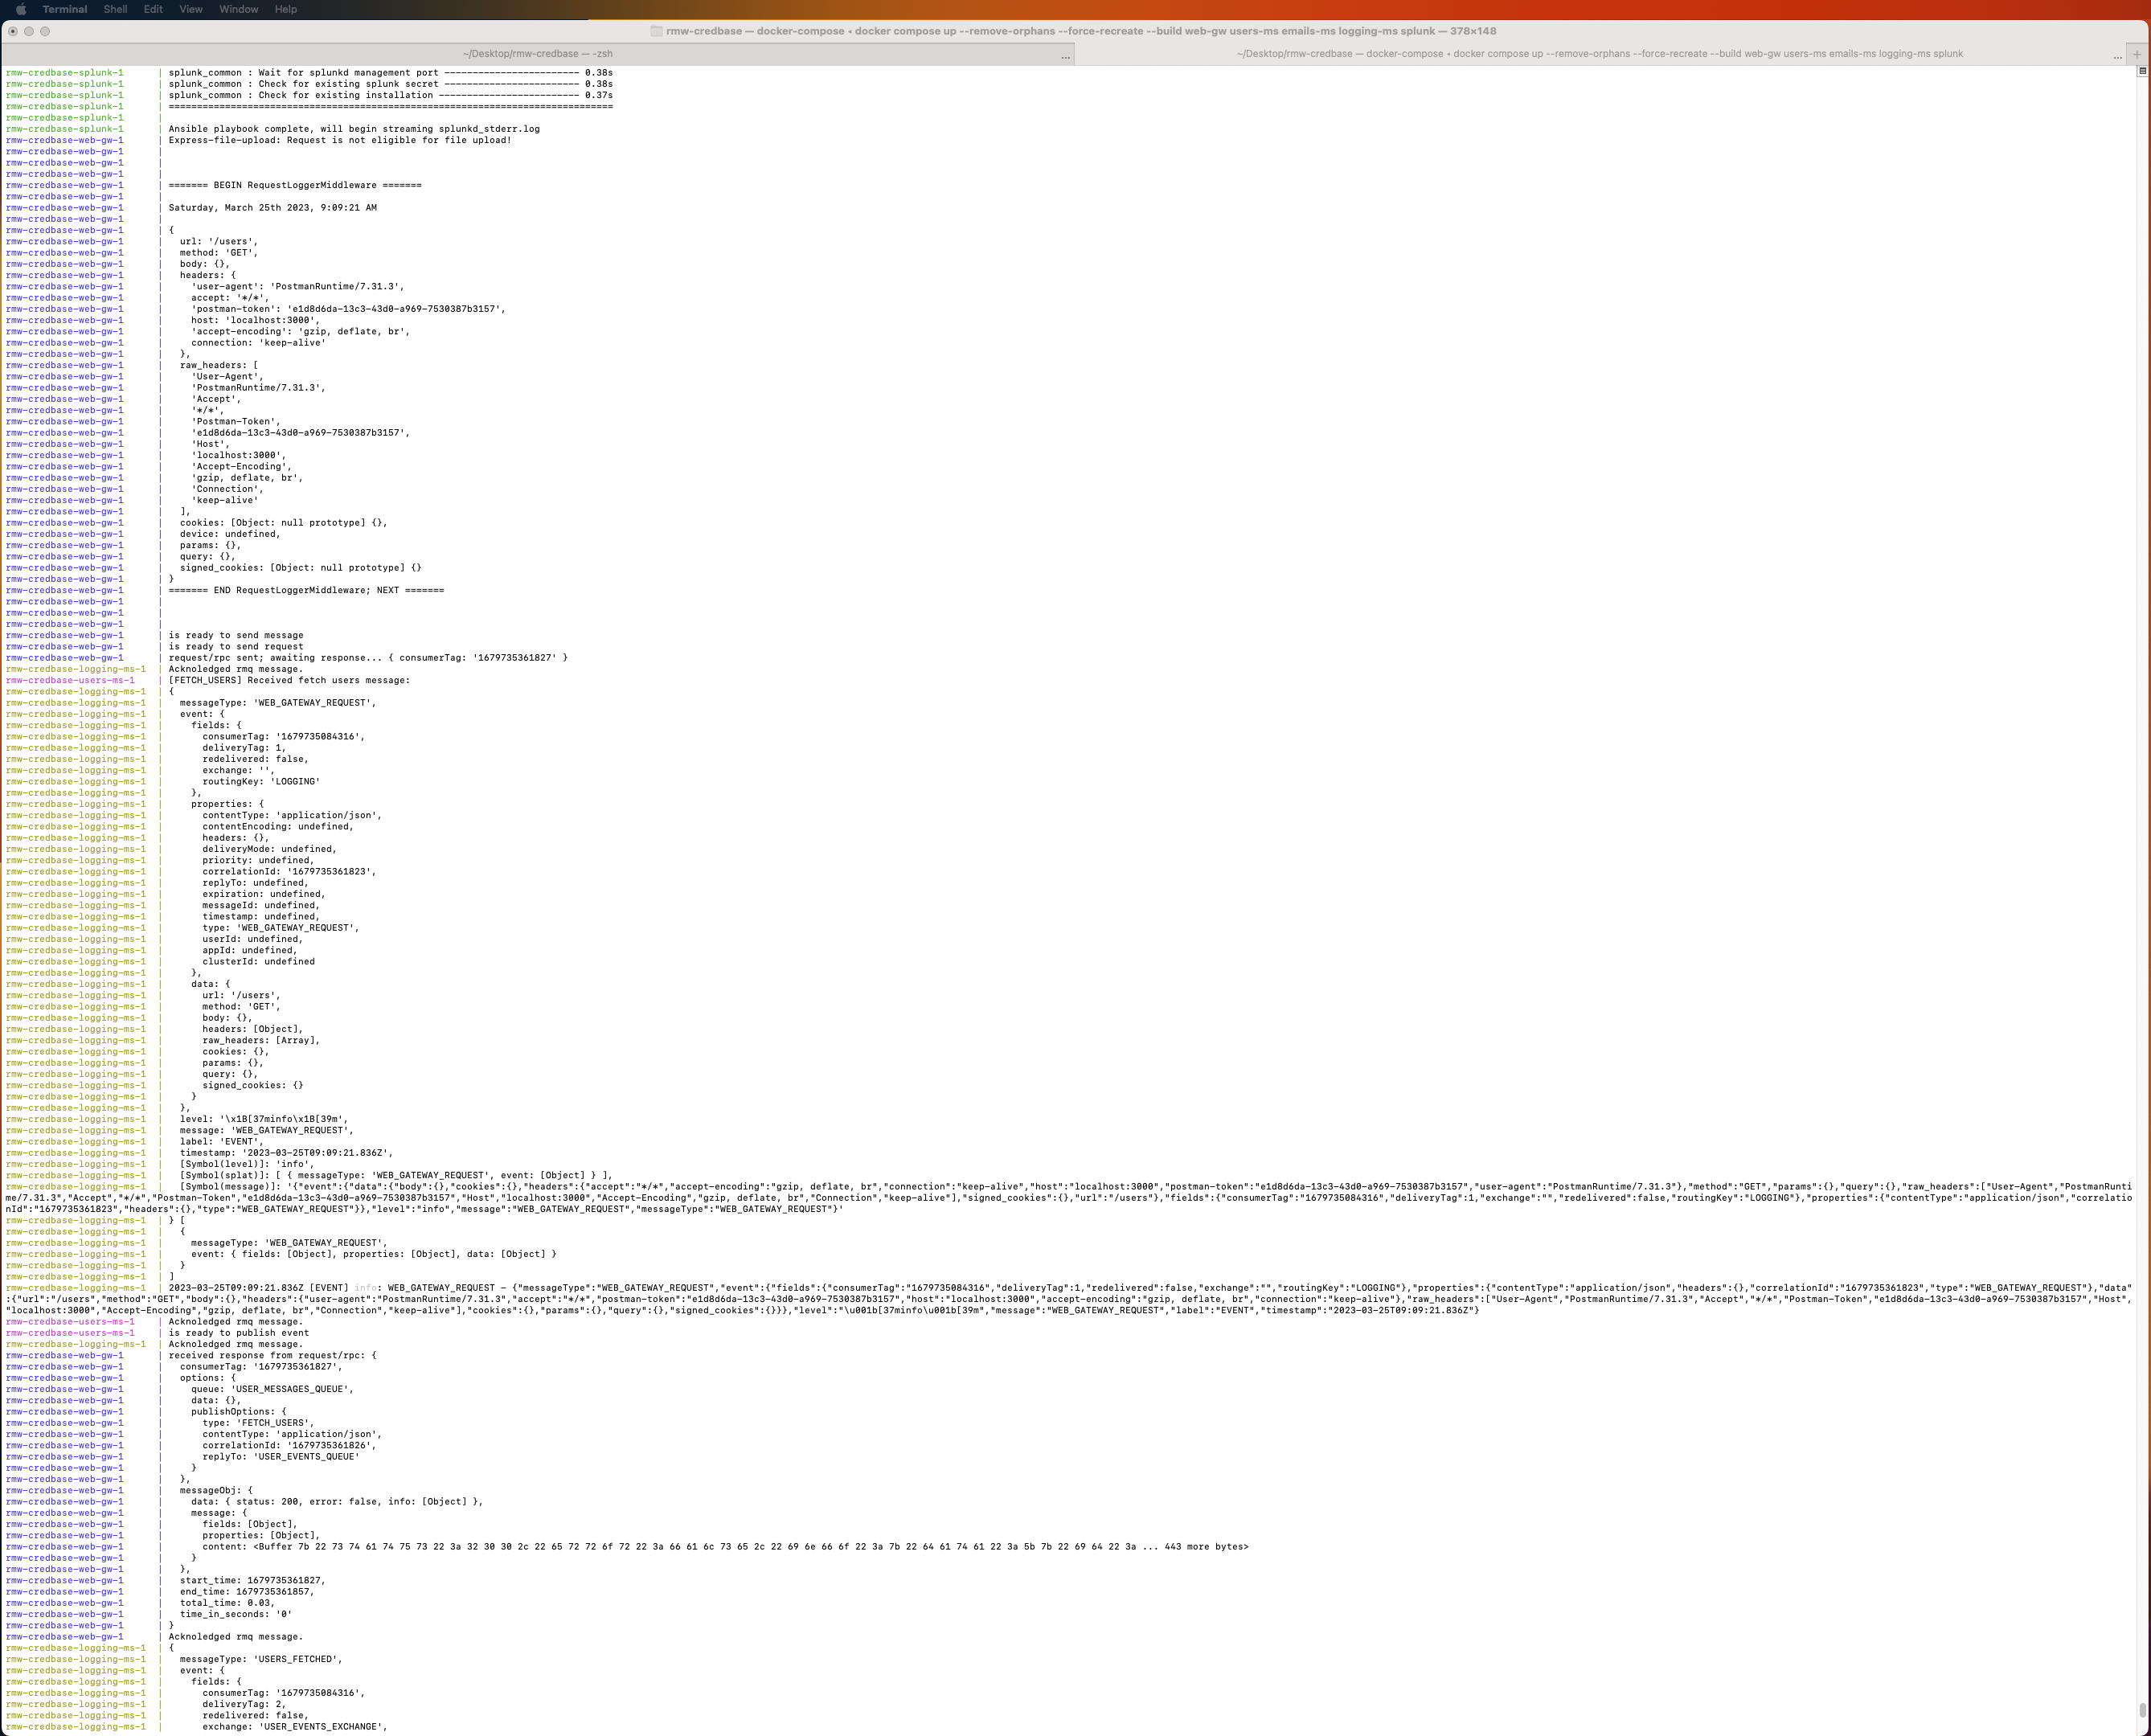 Terminal Shell Edit View Window Help
rmw-credbase — docker-compose • docker compose up --remove-orphans --force-recreate --build web-gw users-ms emails-ms logging-ms splunk — 378×148
~/Desktop/rmw-credbase — -zsh ... ~/Desktop/rmw-credbase — docker-compose • docker compose up --remove-orphans --force-recreate --build web-gw users-ms emails-ms logging-ms splunk ... +
rmw-credbase-splunk-1 | splunk_common : Wait for splunkd management port ------------------------ 0.38s
rmw-credbase-splunk-1 | splunk_common : Check for existing splunk secret ------------------------ 0.38s
rmw-credbase-splunk-1 | splunk_common : Check for existing installation ------------------------- 0.37s
rmw-credbase-splunk-1 | ===============================================================================
rmw-credbase-splunk-1 |
rmw-credbase-splunk-1 | Ansible playbook complete, will begin streaming splunkd_stderr.log
rmw-credbase-web-gw-1 | Express-file-upload: Request is not eligible for file upload!
rmw-credbase-web-gw-1 |
rmw-credbase-web-gw-1 |
rmw-credbase-web-gw-1 |
rmw-credbase-web-gw-1 | ======= BEGIN RequestLoggerMiddleware =======
rmw-credbase-web-gw-1 |
rmw-credbase-web-gw-1 | Saturday, March 25th 2023, 9:09:21 AM
rmw-credbase-web-gw-1 |
rmw-credbase-web-gw-1 | {
rmw-credbase-web-gw-1 | url: '/users',
rmw-credbase-web-gw-1 | method: 'GET',
rmw-credbase-web-gw-1 | body: {},
rmw-credbase-web-gw-1 | headers: {
rmw-credbase-web-gw-1 | 'user-agent': 'PostmanRuntime/7.31.3',
rmw-credbase-web-gw-1 | accept: '*/*',
rmw-credbase-web-gw-1 | 'postman-token': 'e1d8d6da-13c3-43d0-a969-7530387b3157',
rmw-credbase-web-gw-1 | host: 'localhost:3000',
rmw-credbase-web-gw-1 | 'accept-encoding': 'gzip, deflate, br',
rmw-credbase-web-gw-1 | connection: 'keep-alive'
rmw-credbase-web-gw-1 | },
rmw-credbase-web-gw-1 | raw_headers: [
rmw-credbase-web-gw-1 | 'User-Agent',
rmw-credbase-web-gw-1 | 'PostmanRuntime/7.31.3',
rmw-credbase-web-gw-1 | 'Accept',
rmw-credbase-web-gw-1 | '*/*',
rmw-credbase-web-gw-1 | 'Postman-Token',
rmw-credbase-web-gw-1 | 'e1d8d6da-13c3-43d0-a969-7530387b3157',
rmw-credbase-web-gw-1 | 'Host',
rmw-credbase-web-gw-1 | 'localhost:3000',
rmw-credbase-web-gw-1 | 'Accept-Encoding',
rmw-credbase-web-gw-1 | 'gzip, deflate, br',
rmw-credbase-web-gw-1 | 'Connection',
rmw-credbase-web-gw-1 | 'keep-alive'
rmw-credbase-web-gw-1 | ],
rmw-credbase-web-gw-1 | cookies: [Object: null prototype] {},
rmw-credbase-web-gw-1 | device: undefined,
rmw-credbase-web-gw-1 | params: {},
rmw-credbase-web-gw-1 | query: {},
rmw-credbase-web-gw-1 | signed_cookies: [Object: null prototype] {}
rmw-credbase-web-gw-1 | }
rmw-credbase-web-gw-1 | ======= END RequestLoggerMiddleware; NEXT =======
rmw-credbase-web-gw-1 |
rmw-credbase-web-gw-1 |
rmw-credbase-web-gw-1 |
rmw-credbase-web-gw-1 | is ready to send message
rmw-credbase-web-gw-1 | is ready to send request
rmw-credbase-web-gw-1 | request/rpc sent; awaiting response... { consumerTag: '1679735361827' }
rmw-credbase-logging-ms-1 | Acknoledged rmq message.
rmw-credbase-users-ms-1 | [FETCH_USERS] Received fetch users message:
rmw-credbase-logging-ms-1 | {
rmw-credbase-logging-ms-1 | messageType: 'WEB_GATEWAY_REQUEST',
rmw-credbase-logging-ms-1 | event: {
rmw-credbase-logging-ms-1 | fields: {
rmw-credbase-logging-ms-1 | consumerTag: '1679735084316',
rmw-credbase-logging-ms-1 | deliveryTag: 1,
rmw-credbase-logging-ms-1 | redelivered: false,
rmw-credbase-logging-ms-1 | exchange: '',
rmw-credbase-logging-ms-1 | routingKey: 'LOGGING'
rmw-credbase-logging-ms-1 | },
rmw-credbase-logging-ms-1 | properties: {
rmw-credbase-logging-ms-1 | contentType: 'application/json',
rmw-credbase-logging-ms-1 | contentEncoding: undefined,
rmw-credbase-logging-ms-1 | headers: {},
rmw-credbase-logging-ms-1 | deliveryMode: undefined,
rmw-credbase-logging-ms-1 | priority: undefined,
rmw-credbase-logging-ms-1 | correlationId: '1679735361823',
rmw-credbase-logging-ms-1 | replyTo: undefined,
rmw-credbase-logging-ms-1 | expiration: undefined,
rmw-credbase-logging-ms-1 | messageId: undefined,
rmw-credbase-logging-ms-1 | timestamp: undefined,
rmw-credbase-logging-ms-1 | type: 'WEB_GATEWAY_REQUEST',
rmw-credbase-logging-ms-1 | userId: undefined,
rmw-credbase-logging-ms-1 | appId: undefined,
rmw-credbase-logging-ms-1 | clusterId: undefined
rmw-credbase-logging-ms-1 | },
rmw-credbase-logging-ms-1 | data: {
rmw-credbase-logging-ms-1 | url: '/users',
rmw-credbase-logging-ms-1 | method: 'GET',
rmw-credbase-logging-ms-1 | body: {},
rmw-credbase-logging-ms-1 | headers: [Object],
rmw-credbase-logging-ms-1 | raw_headers: [Array],
rmw-credbase-logging-ms-1 | cookies: {},
rmw-credbase-logging-ms-1 | params: {},
rmw-credbase-logging-ms-1 | query: {},
rmw-credbase-logging-ms-1 | signed_cookies: {}
rmw-credbase-logging-ms-1 | }
rmw-credbase-logging-ms-1 | },
rmw-credbase-logging-ms-1 | level: '\x1B[37minfo\x1B[39m',
rmw-credbase-logging-ms-1 | message: 'WEB_GATEWAY_REQUEST',
rmw-credbase-logging-ms-1 | label: 'EVENT',
rmw-credbase-logging-ms-1 | timestamp: '2023-03-25T09:09:21.836Z',
rmw-credbase-logging-ms-1 | [Symbol(level)]: 'info',
rmw-credbase-logging-ms-1 | [Symbol(splat)]: [ { messageType: 'WEB_GATEWAY_REQUEST', event: [Object] } ],
rmw-credbase-logging-ms-1 | [Symbol(message)]: '{"event":{"data":{"body":{},"cookies":{},"headers":{"accept":"*/*","accept-encoding":"gzip, deflate, br","connection":"keep-alive","host":"localhost:3000","postman-token":"e1d8d6da-13c3-43d0-a969-7530387b3157","user-agent":"PostmanRuntime/7.31.3"},"method":"GET","params":{},"query":{},"raw_headers":["User-Agent","PostmanRunti
me/7.31.3","Accept","*/*","Postman-Token","e1d8d6da-13c3-43d0-a969-7530387b3157","Host","localhost:3000","Accept-Encoding","gzip, deflate, br","Connection","keep-alive"],"signed_cookies":{},"url":"/users"},"fields":{"consumerTag":"1679735084316","deliveryTag":1,"exchange":"","redelivered":false,"routingKey":"LOGGING"},"properties":{"contentType":"application/json","correlatio
nId":"1679735361823","headers":{},"type":"WEB_GATEWAY_REQUEST"}},"level":"info","message":"WEB_GATEWAY_REQUEST","messageType":"WEB_GATEWAY_REQUEST"}'
rmw-credbase-logging-ms-1 | } [
rmw-credbase-logging-ms-1 | {
rmw-credbase-logging-ms-1 | messageType: 'WEB_GATEWAY_REQUEST',
rmw-credbase-logging-ms-1 | event: { fields: [Object], properties: [Object], data: [Object] }
rmw-credbase-logging-ms-1 | }
rmw-credbase-logging-ms-1 | ]
rmw-credbase-logging-ms-1 | 2023-03-25T09:09:21.836Z [EVENT] info: WEB_GATEWAY_REQUEST - {"messageType":"WEB_GATEWAY_REQUEST","event":{"fields":{"consumerTag":"1679735084316","deliveryTag":1,"redelivered":false,"exchange":"","routingKey":"LOGGING"},"properties":{"contentType":"application/json","headers":{},"correlationId":"1679735361823","type":"WEB_GATEWAY_REQUEST"},"data"
:{"url":"/users","method":"GET","body":{},"headers":{"user-agent":"PostmanRuntime/7.31.3","accept":"*/*","postman-token":"e1d8d6da-13c3-43d0-a969-7530387b3157","host":"localhost:3000","accept-encoding":"gzip, deflate, br","connection":"keep-alive"},"raw_headers":["User-Agent","PostmanRuntime/7.31.3","Accept","*/*","Postman-Token","e1d8d6da-13c3-43d0-a969-7530387b3157","Host",
"localhost:3000","Accept-Encoding","gzip, deflate, br","Connection","keep-alive"],"cookies":{},"params":{},"query":{},"signed_cookies":{}}},"level":"\u001b[37minfo\u001b[39m","message":"WEB_GATEWAY_REQUEST","label":"EVENT","timestamp":"2023-03-25T09:09:21.836Z"}
rmw-credbase-users-ms-1 | Acknoledged rmq message.
rmw-credbase-users-ms-1 | is ready to publish event
rmw-credbase-logging-ms-1 | Acknoledged rmq message.
rmw-credbase-web-gw-1 | received response from request/rpc: {
rmw-credbase-web-gw-1 | consumerTag: '1679735361827',
rmw-credbase-web-gw-1 | options: {
rmw-credbase-web-gw-1 | queue: 'USER_MESSAGES_QUEUE',
rmw-credbase-web-gw-1 | data: {},
rmw-credbase-web-gw-1 | publishOptions: {
rmw-credbase-web-gw-1 | type: 'FETCH_USERS',
rmw-credbase-web-gw-1 | contentType: 'application/json',
rmw-credbase-web-gw-1 | correlationId: '1679735361826',
rmw-credbase-web-gw-1 | replyTo: 'USER_EVENTS_QUEUE'
rmw-credbase-web-gw-1 | }
rmw-credbase-web-gw-1 | },
rmw-credbase-web-gw-1 | messageObj: {
rmw-credbase-web-gw-1 | data: { status: 200, error: false, info: [Object] },
rmw-credbase-web-gw-1 | message: {
rmw-credbase-web-gw-1 | fields: [Object],
rmw-credbase-web-gw-1 | properties: [Object],
rmw-credbase-web-gw-1 | content: <Buffer 7b 22 73 74 61 74 75 73 22 3a 32 30 30 2c 22 65 72 72 6f 72 22 3a 66 61 6c 73 65 2c 22 69 6e 66 6f 22 3a 7b 22 64 61 74 61 22 3a 5b 7b 22 69 64 22 3a ... 443 more bytes>
rmw-credbase-web-gw-1 | }
rmw-credbase-web-gw-1 | },
rmw-credbase-web-gw-1 | start_time: 1679735361827,
rmw-credbase-web-gw-1 | end_time: 1679735361857,
rmw-credbase-web-gw-1 | total_time: 0.03,
rmw-credbase-web-gw-1 | time_in_seconds: '0'
rmw-credbase-web-gw-1 | }
rmw-credbase-web-gw-1 | Acknoledged rmq message.
rmw-credbase-logging-ms-1 | {
rmw-credbase-logging-ms-1 | messageType: 'USERS_FETCHED',
rmw-credbase-logging-ms-1 | event: {
rmw-credbase-logging-ms-1 | fields: {
rmw-credbase-logging-ms-1 | consumerTag: '1679735084316',
rmw-credbase-logging-ms-1 | deliveryTag: 2,
rmw-credbase-logging-ms-1 | redelivered: false,
rmw-credbase-logging-ms-1 | exchange: 'USER_EVENTS_EXCHANGE',